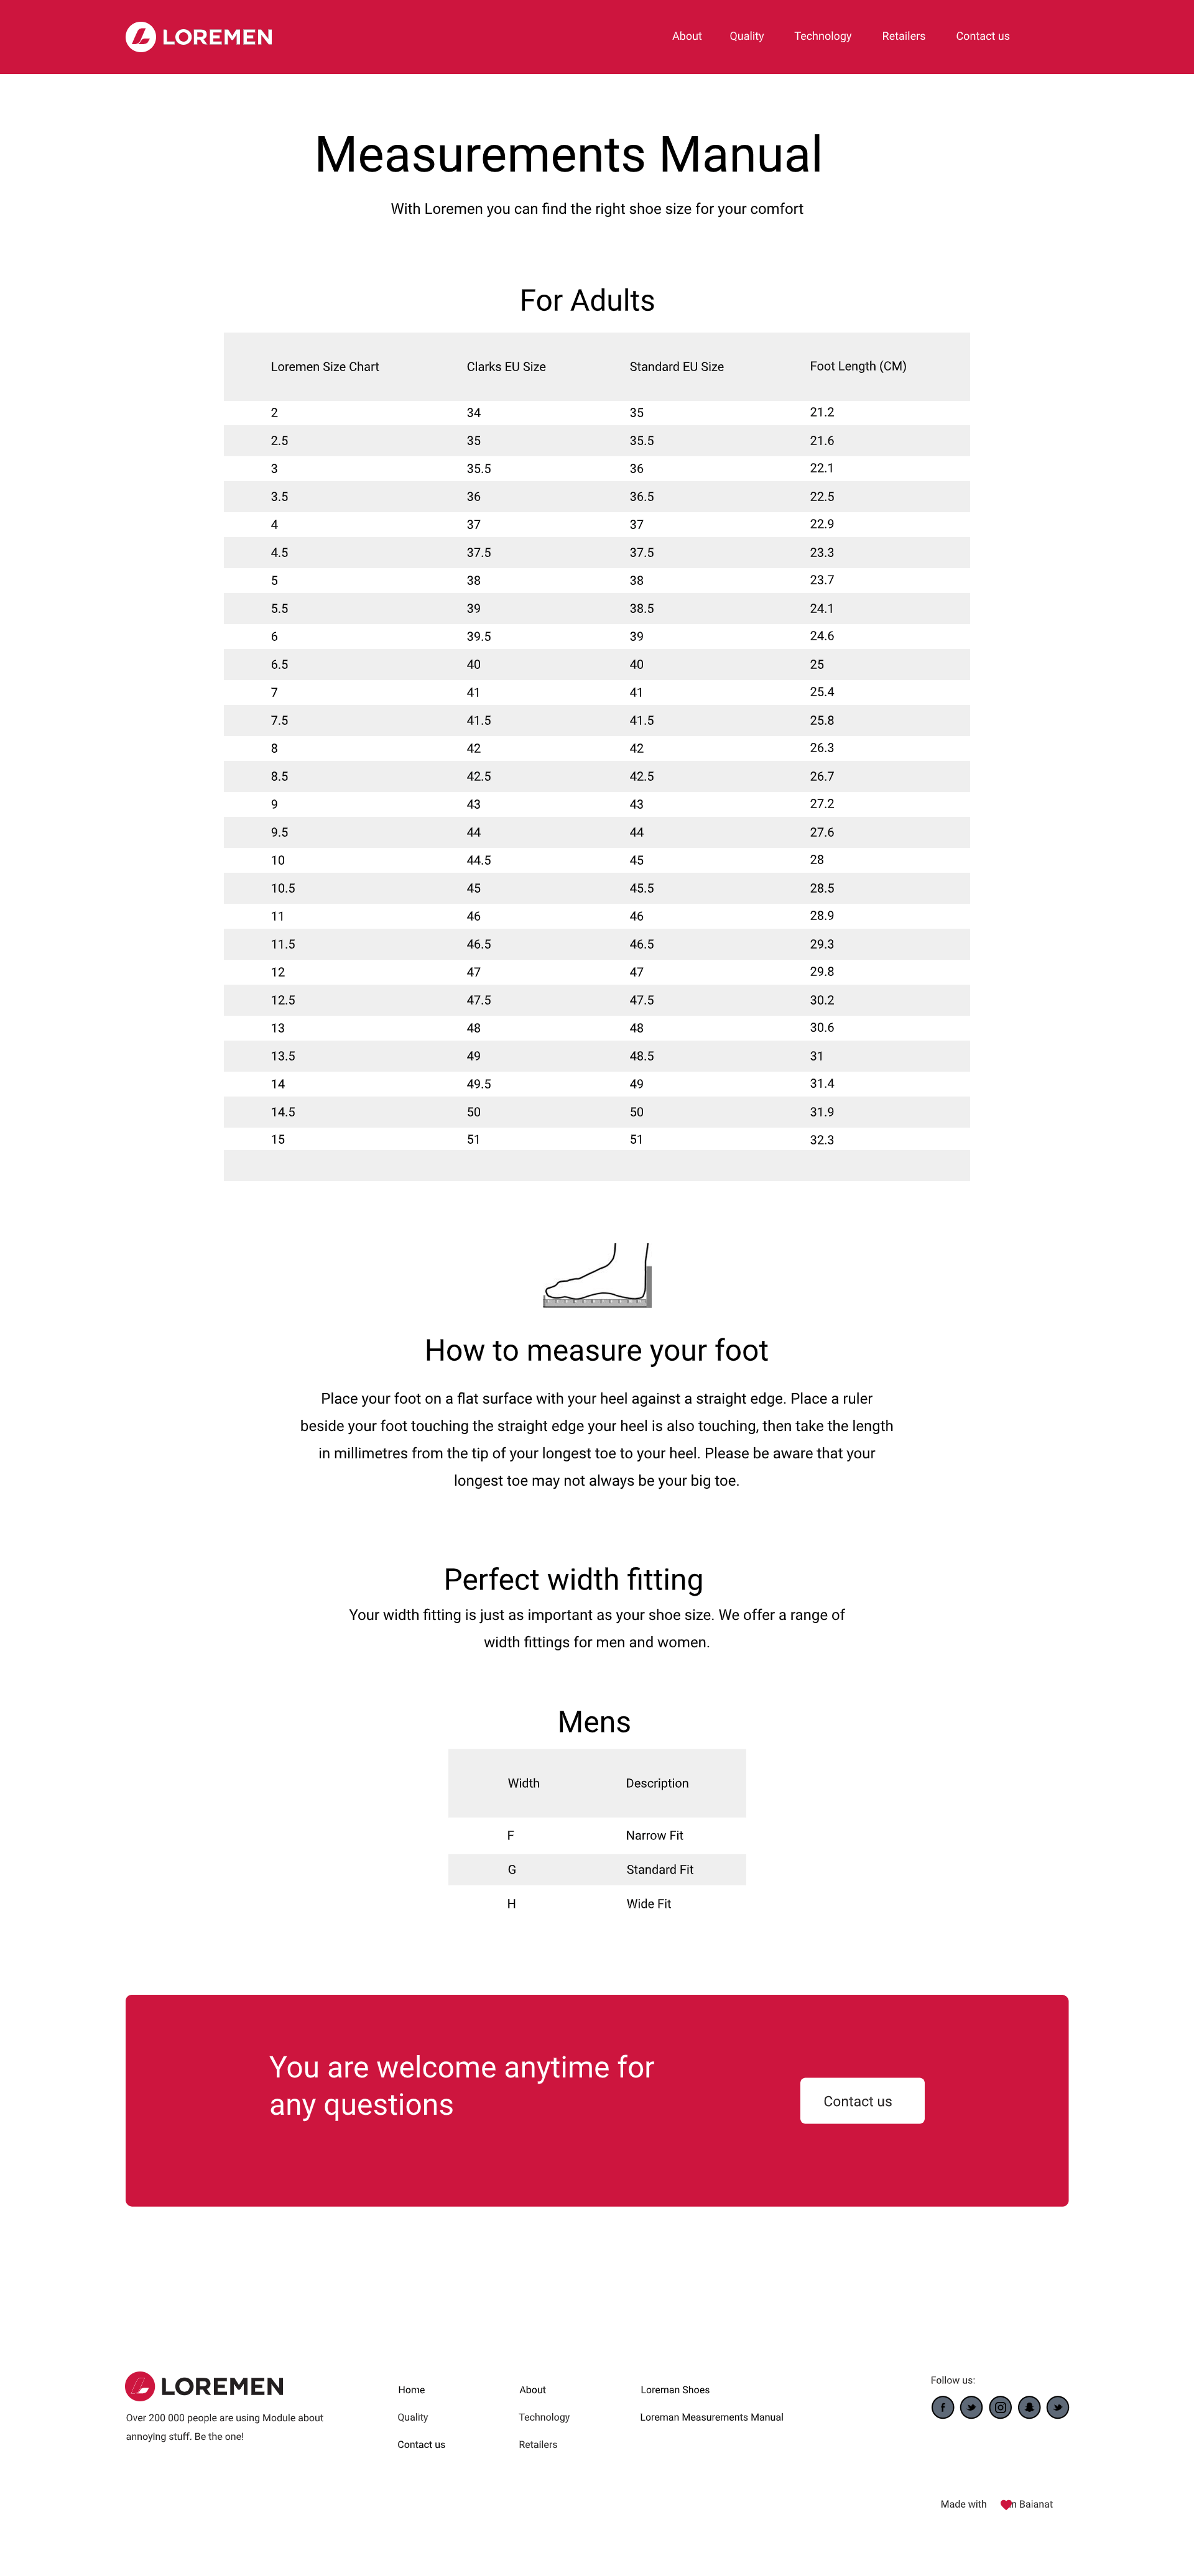 LOREMEN
About Quality Technology Retailers Contact us
Measurements Manual
With Loremen you can find the right shoe size for your comfort
For Adults
Loremen Size Chart Clarks EU Size Standard EU Size Foot Length (CM)
2 34 35 21.2
2.5 35 35.5 21.6
3 35.5 36 22.1
3.5 36 36.5 22.5
4 37 37 22.9
4.5 37.5 37.5 23.3
5 38 38 23.7
5.5 39 38.5 24.1
6 39.5 39 24.6
6.5 40 40 25
7 41 41 25.4
7.5 41.5 41.5 25.8
8 42 42 26.3
8.5 42.5 42.5 26.7
9 43 43 27.2
9.5 44 44 27.6
10 44.5 45 28
10.5 45 45.5 28.5
11 46 46 28.9
11.5 46.5 46.5 29.3
12 47 47 29.8
12.5 47.5 47.5 30.2
13 48 48 30.6
13.5 49 48.5 31
14 49.5 49 31.4
14.5 50 50 31.9
15 51 51 32.3
How to measure your foot
Place your foot on a flat surface with your heel against a straight edge. Place a ruler
beside your foot touching the straight edge your heel is also touching, then take the length
in millimetres from the tip of your longest toe to your heel. Please be aware that your
longest toe may not always be your big toe.
Perfect width fitting
Your width fitting is just as important as your shoe size. We offer a range of
width fittings for men and women.
Mens
Width Description
F Narrow Fit
G Standard Fit
H Wide Fit
You are welcome anytime for
any questions
Contact us
LOREMEN
Over 200 000 people are using Module about
annoying stuff. Be the one!
Home About Loreman Shoes
Quality Technology Loreman Measurements Manual
Contact us Retailers
Follow us:
Made with Baianat